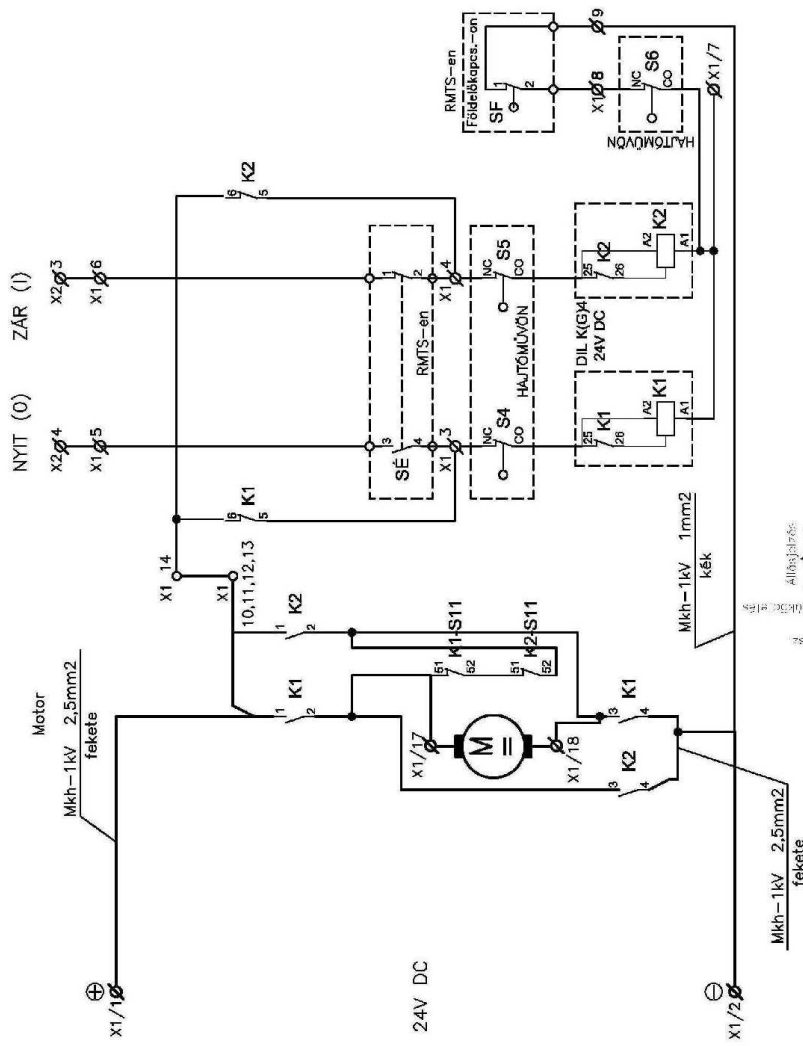 Motor
Mkh-1kV 2,5mm2
fekete
X1/1
24V DC
X1/2
Mkh-1kV 2,5mm2
fekete
X1 14
X1
10,11,12,13
K1
1
2
K2
1
2
X1/17
M
=
X1/18
K1-S11
51
52
K2-S11
51
52
K2
3
4
K1
3
4
Mkh-1kV 1mm2
kék
Állásjelzés
NYIT (0)
X2 4
X1 5
ZÁR (I)
X2 3
X1 6
K1
6
5
K2
6
5
SÉ
3
4
1
2
RMTS-en
X1 3
X1 4
S4
NC
CO
S5
NC
CO
HAJTÓMŰVÖN
DIL K(G)4
24V DC
K1
25
26
K1
A2
A1
K2
25
26
K2
A2
A1
RMTS-en
Földelőkapcs.-on
SF
1
2
X1 8
9
S6
NC
CO
HAJTÓMŰVÖN
X1/7